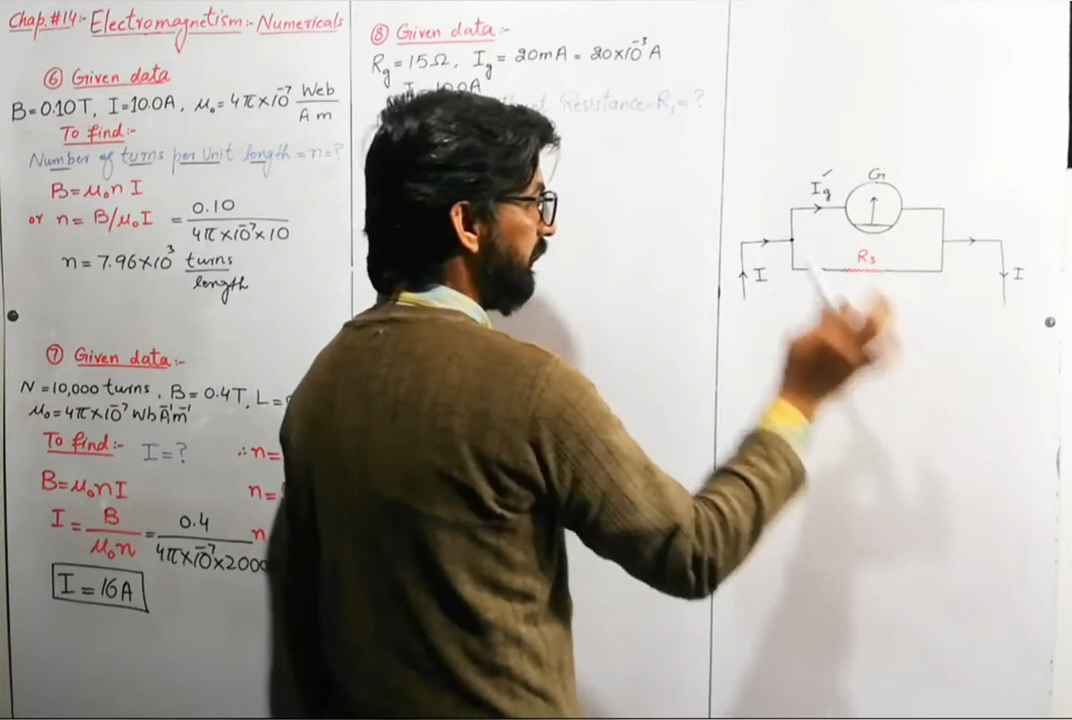 Chap.#14:- Electromagnetism:- Numericals
⑥ Given data
B=0.10T, I=10.0A, μ₀=4π×10⁻⁷ Web/Am
To find:-
Number of turns per unit length=n=?
B=μ₀nI
or n= B/μ₀I = 0.10/4π×10⁻⁷×10
n=7.96×10³ turns/length
⑦ Given data:-
N=10,000 turns, B=0.4T, L=
μ₀=4π×10⁻⁷ WbA⁻¹m⁻¹
To find:- I=? ∴n=
B=μ₀nI n=
I=B/μ₀n = 0.4/4π×10⁻⁷×2000 n
I=16A
⑧ Given data:-
Rg=15Ω, Ig=20mA=20×10⁻³A
Resistance=Rs=?
Ig G
Rs
I I